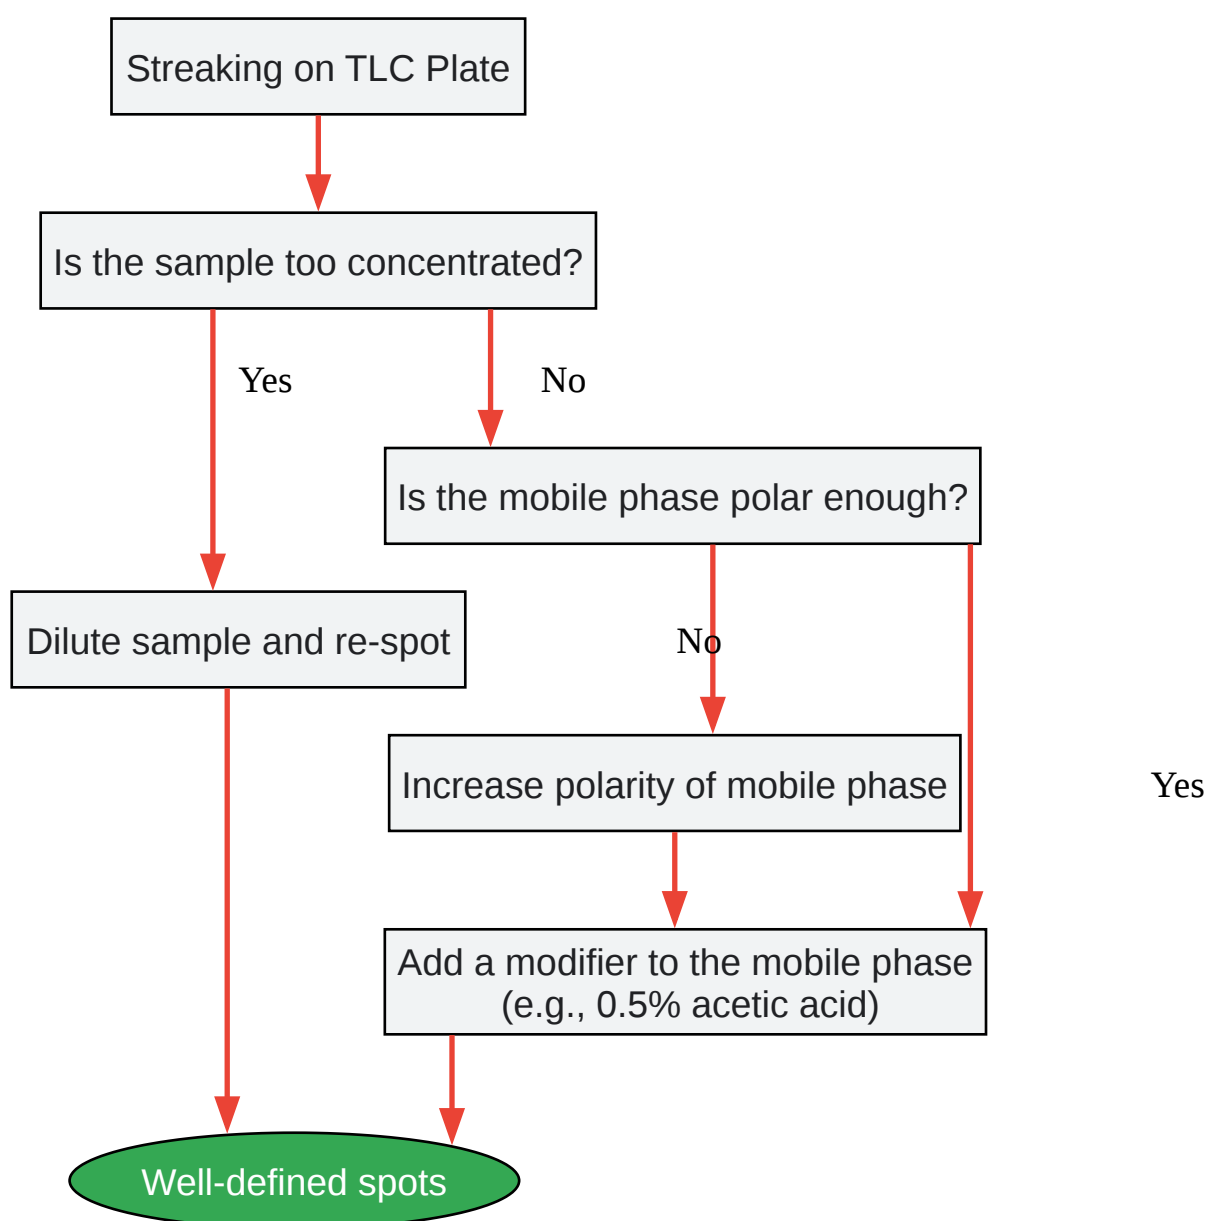 Streaking on TLC Plate
Is the sample too concentrated?
Yes
No
Is the mobile phase polar enough?
Dilute sample and re-spot
No
Increase polarity of mobile phase
Yes
Add a modifier to the mobile phase
(e.g., 0.5% acetic acid)
Well-defined spots